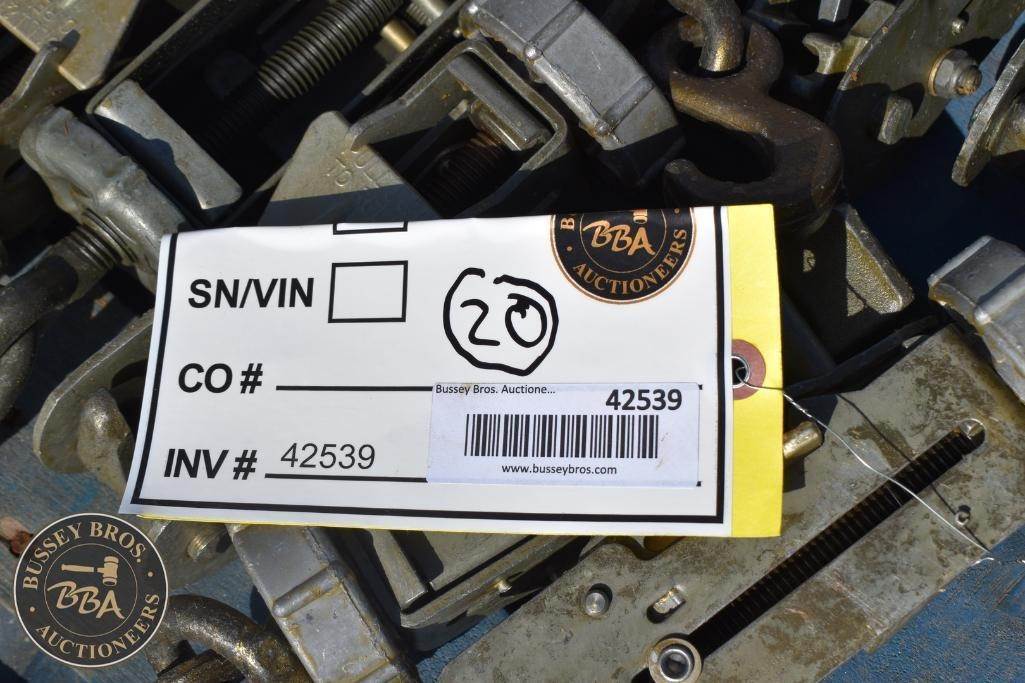 SN/VIN
20
BBA
AUCTIONEERS
CO #
Bussey Bros. Auctione...
42539
INV # 42539
www.busseybros.com
BUSSEY BROS.
BBA
AUCTIONEERS